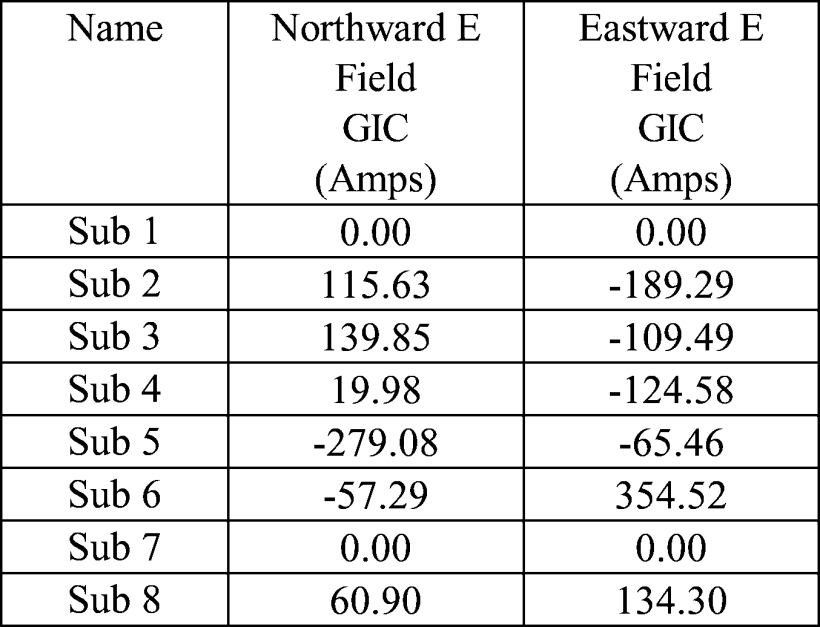 Name Northward E Eastward E
Field Field
GIC GIC
(Amps) (Amps)
Sub 1 0.00 0.00
Sub 2 115.63 -189.29
Sub 3 139.85 -109.49
Sub 4 19.98 -124.58
Sub 5 -279.08 -65.46
Sub 6 -57.29 354.52
Sub 7 0.00 0.00
Sub 8 60.90 134.30